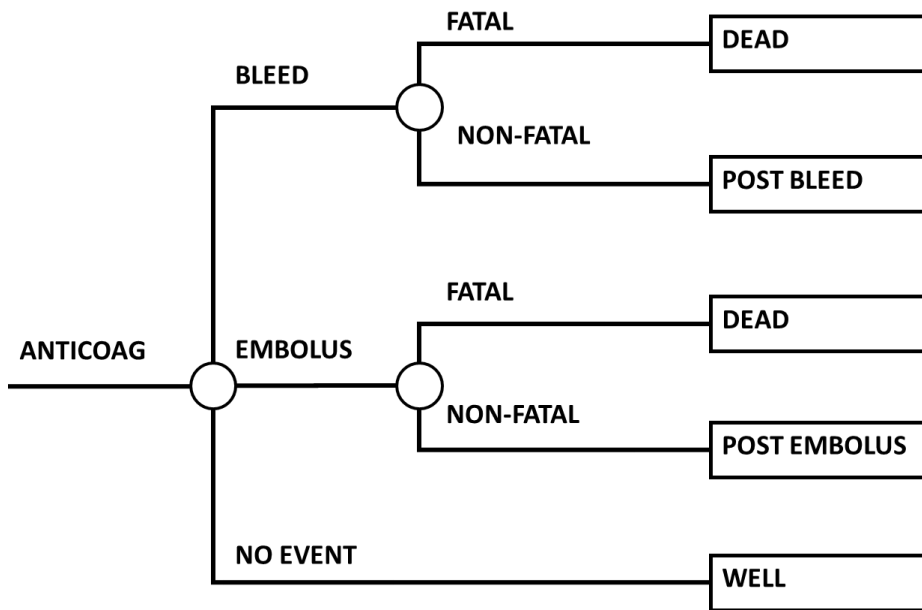 FATAL
DEAD
BLEED
NON-FATAL
POST BLEED
FATAL
DEAD
ANTICOAG
EMBOLUS
NON-FATAL
POST EMBOLUS
NO EVENT
WELL